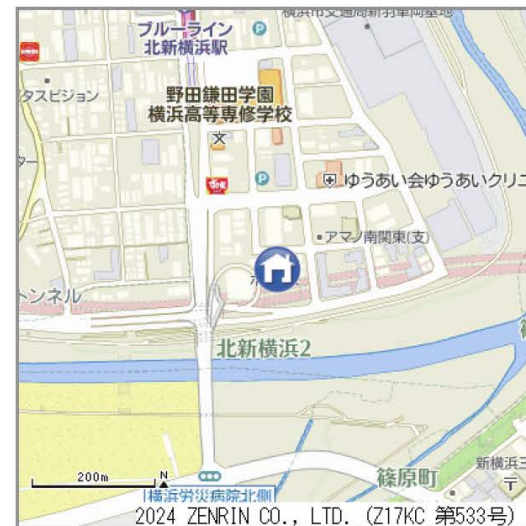 横浜市交通局新羽車両基地
ブルーライン
北新横浜駅
P
タスビジョン
野田鎌田学園
横浜高等専修学校
文
P
ゆうあい会ゆうあいクリニ
アマノ南関東(支)
トンネル
北新横浜2
200m
N
篠原町
新横浜三
横浜労災病院北側
2024 ZENRIN CO., LTD. (Z17KC 第533号)